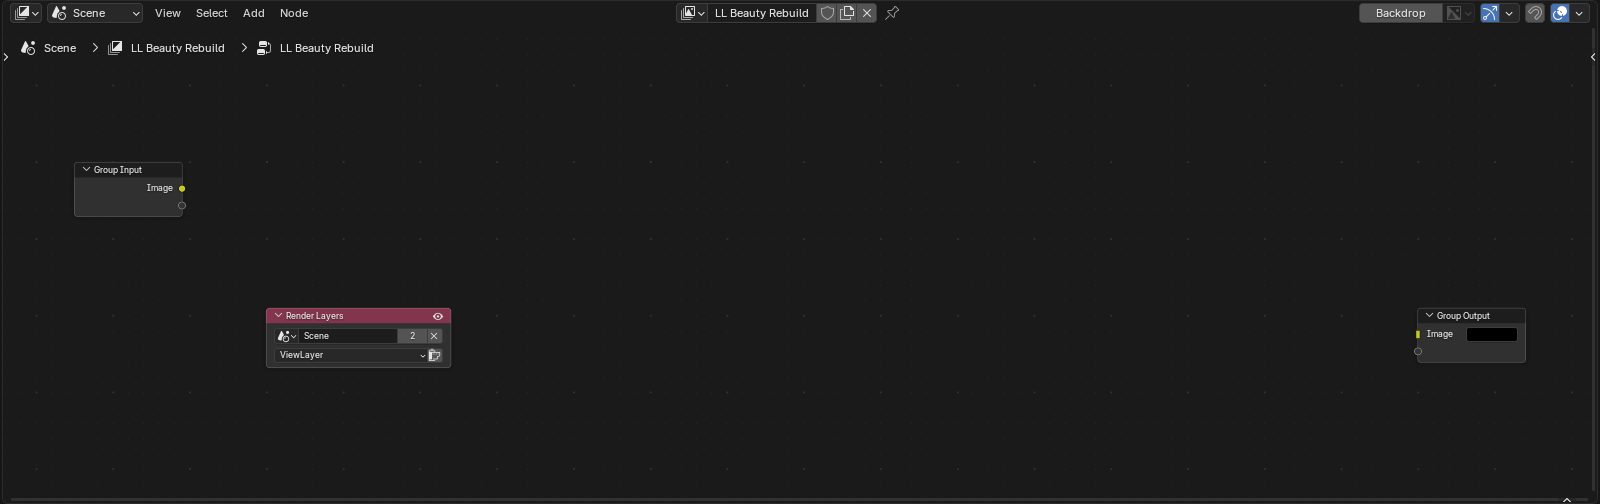 Scene View Select Add Node LL Beauty Rebuild Backdrop
Scene LL Beauty Rebuild LL Beauty Rebuild
Group Input
Image
Render Layers
Scene 2
ViewLayer
Group Output
Image